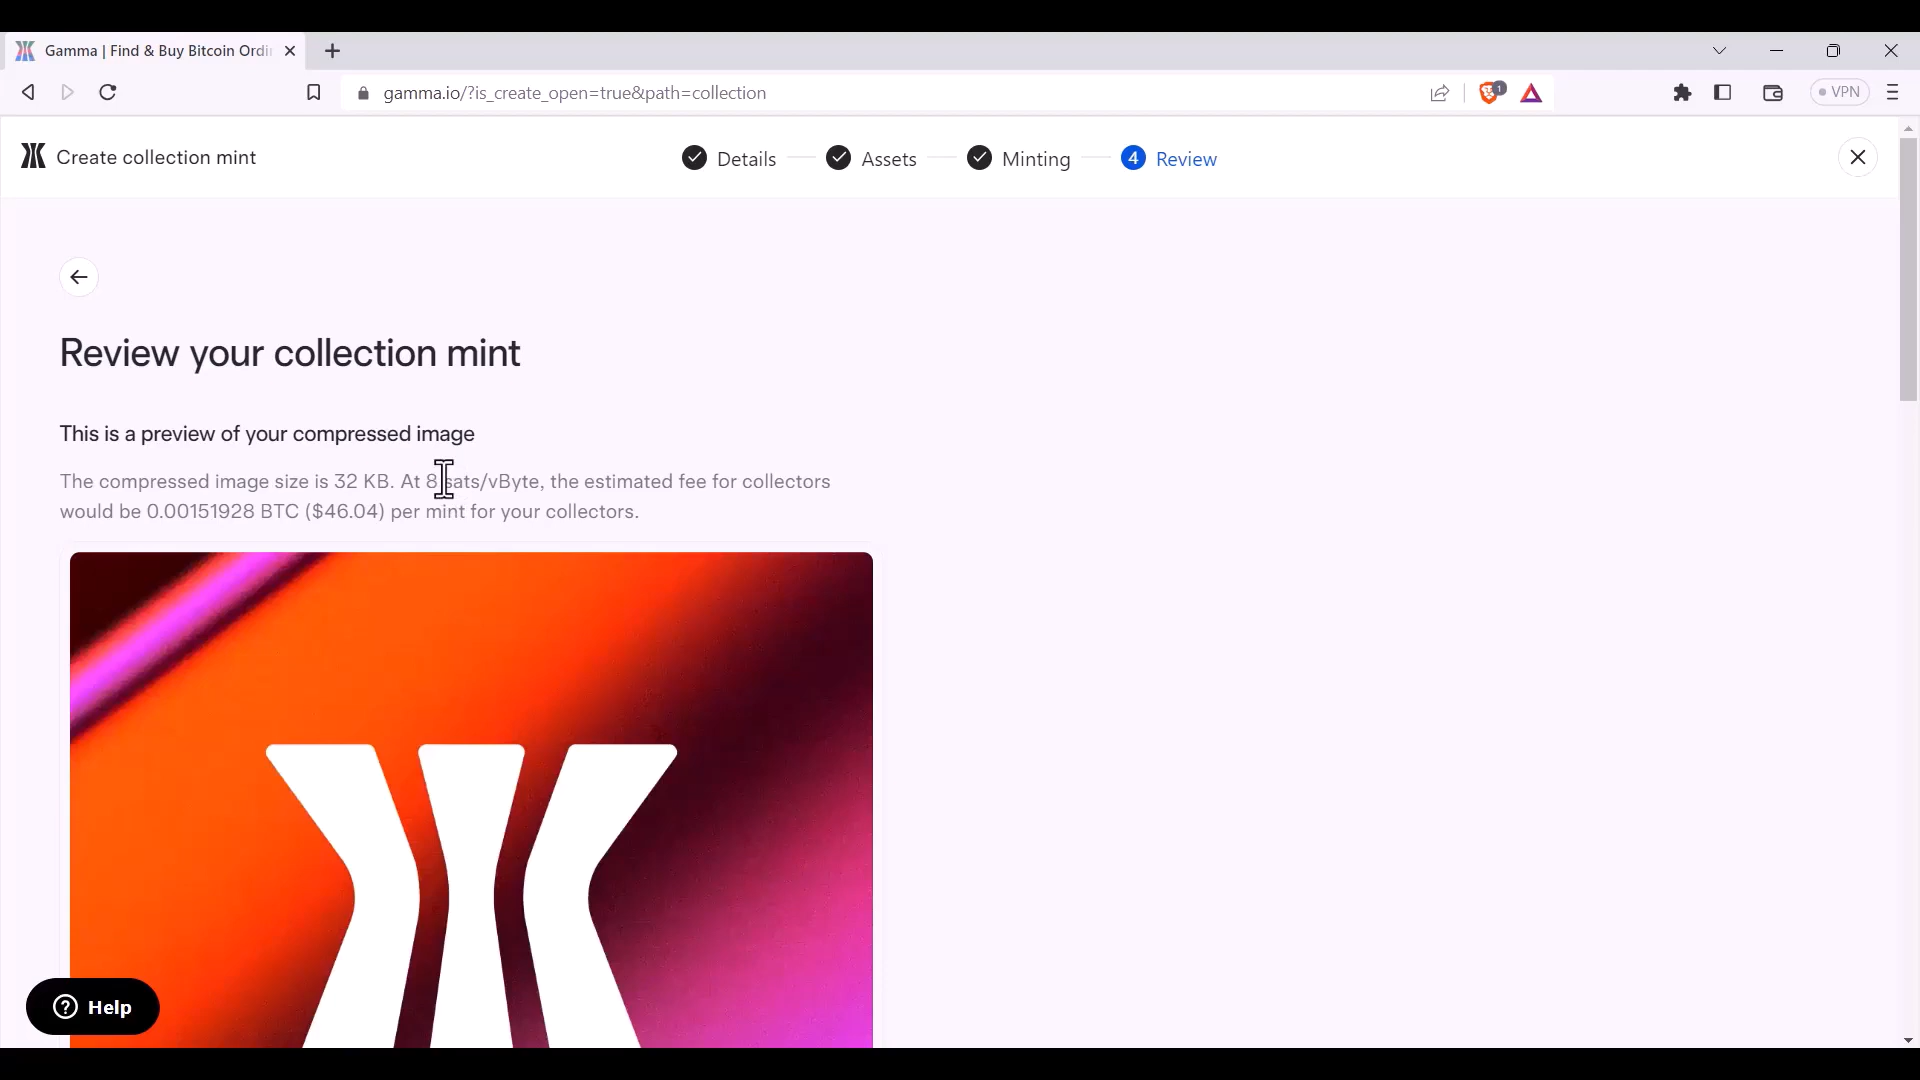 Gamma | Find & Buy Bitcoin Ordi
gamma.io/?is_create_open=true&path=collection
1
VPN
Create collection mint
Details
Assets
Minting
4 Review
Review your collection mint
This is a preview of your compressed image
The compressed image size is 32 KB. At 8 sats/vByte, the estimated fee for collectors
would be 0.00151928 BTC ($46.04) per mint for your collectors.
Help